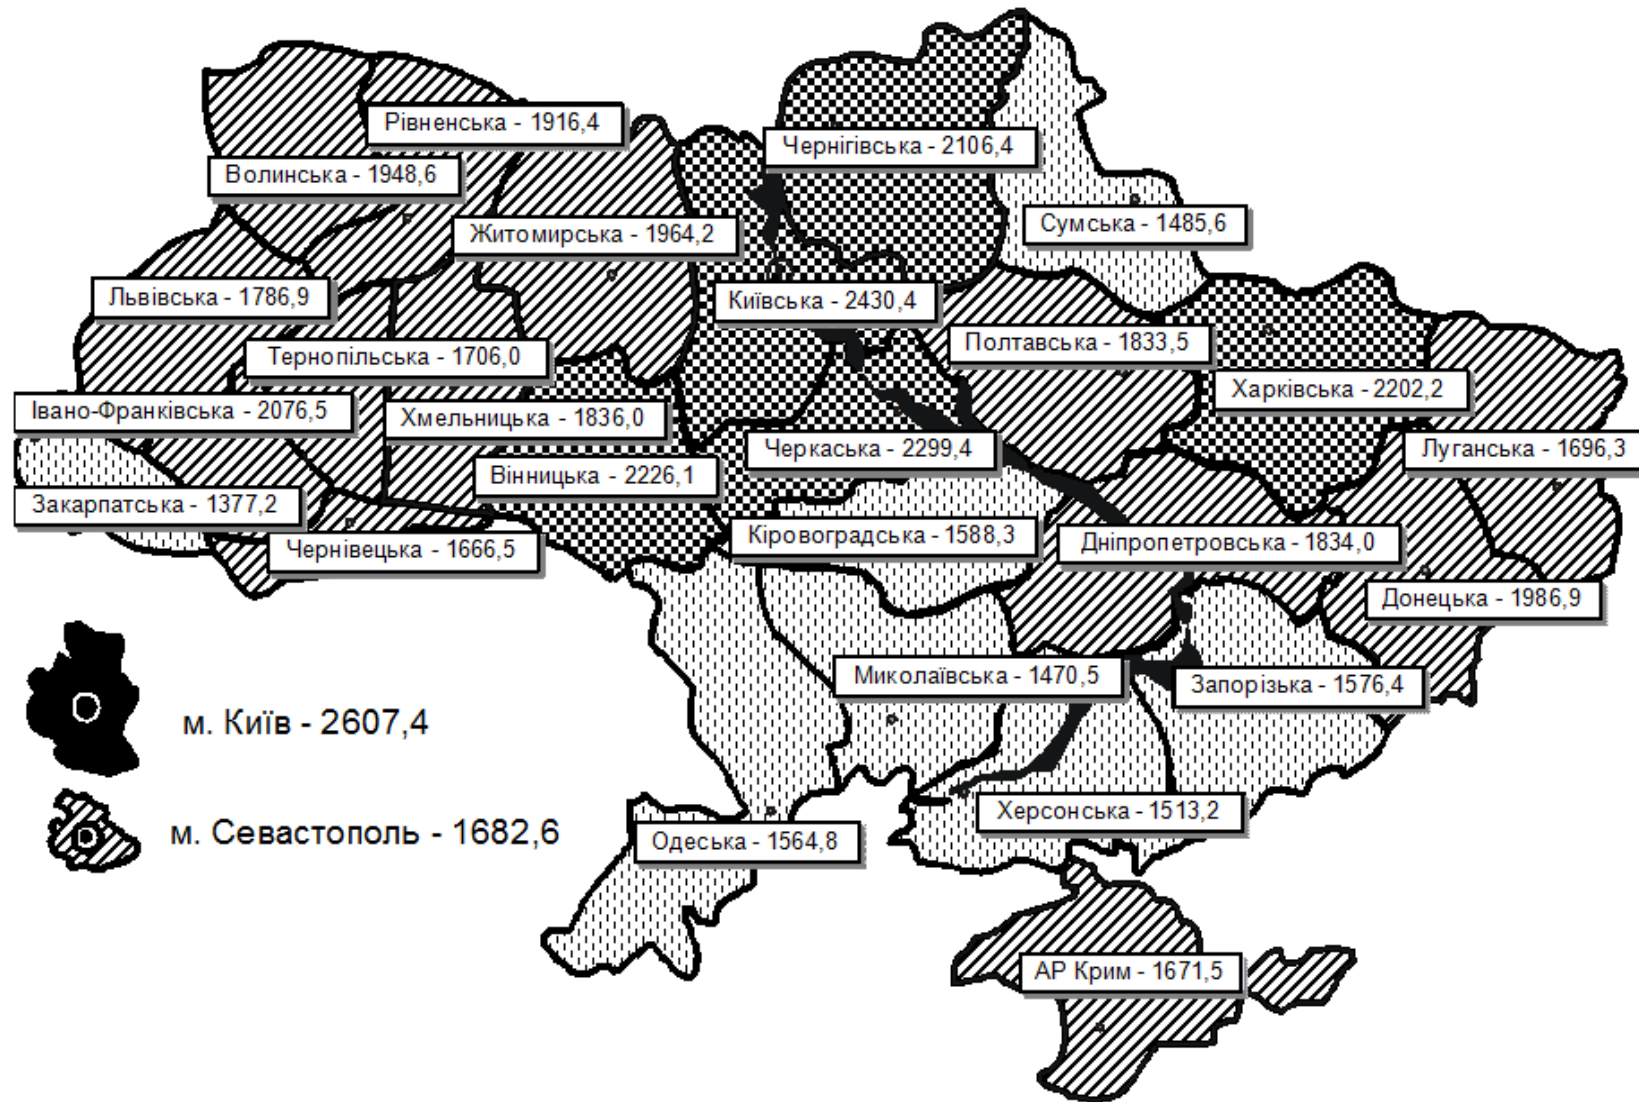 Рівненська - 1916,4
Чернігівська - 2106,4
Волинська - 1948,6
Сумська - 1485,6
Житомирська - 1964,2
Львівська - 1786,9
Київська - 2430,4
Полтавська - 1833,5
Тернопільська - 1706,0
Харківська - 2202,2
Івано-Франківська - 2076,5
Хмельницька - 1836,0
Черкаська - 2299,4
Луганська - 1696,3
Вінницька - 2226,1
Закарпатська - 1377,2
Кіровоградська - 1588,3
Дніпропетровська - 1834,0
Чернівецька - 1666,5
Донецька - 1986,9
Миколаївська - 1470,5
Запорізька - 1576,4
м. Київ - 2607,4
Херсонська - 1513,2
м. Севастополь - 1682,6
Одеська - 1564,8
АР Крим - 1671,5